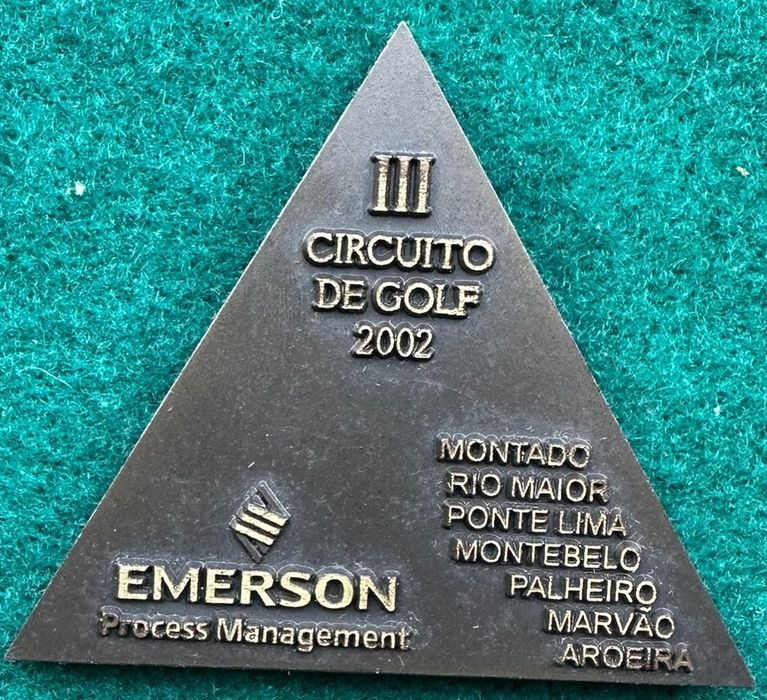 III
CIRCUITO
DE GOLF
2002
MONTADO
RIO MAIOR
PONTE LIMA
MONTEBELO
PALHEIRO
MARVÃO
AROEIRA
EMERSON
Process Management